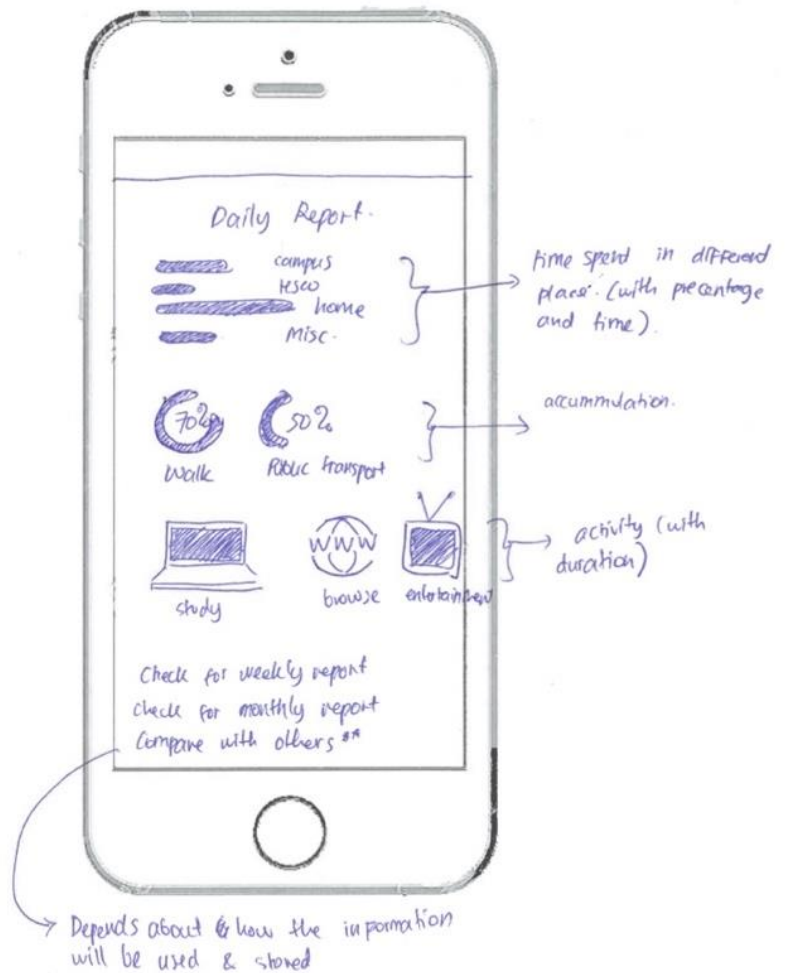 Daily Report.
campus
tesco
home
Misc.
time spent in different
place. (with precentage
and time).
70%
50%
Walk
Public transport
accummulation.
www
study
browse
entertainment
activity (with
duration)
Check for weekly report
check for monthly report
Compare with others **
Depends about how the information
will be used & stored